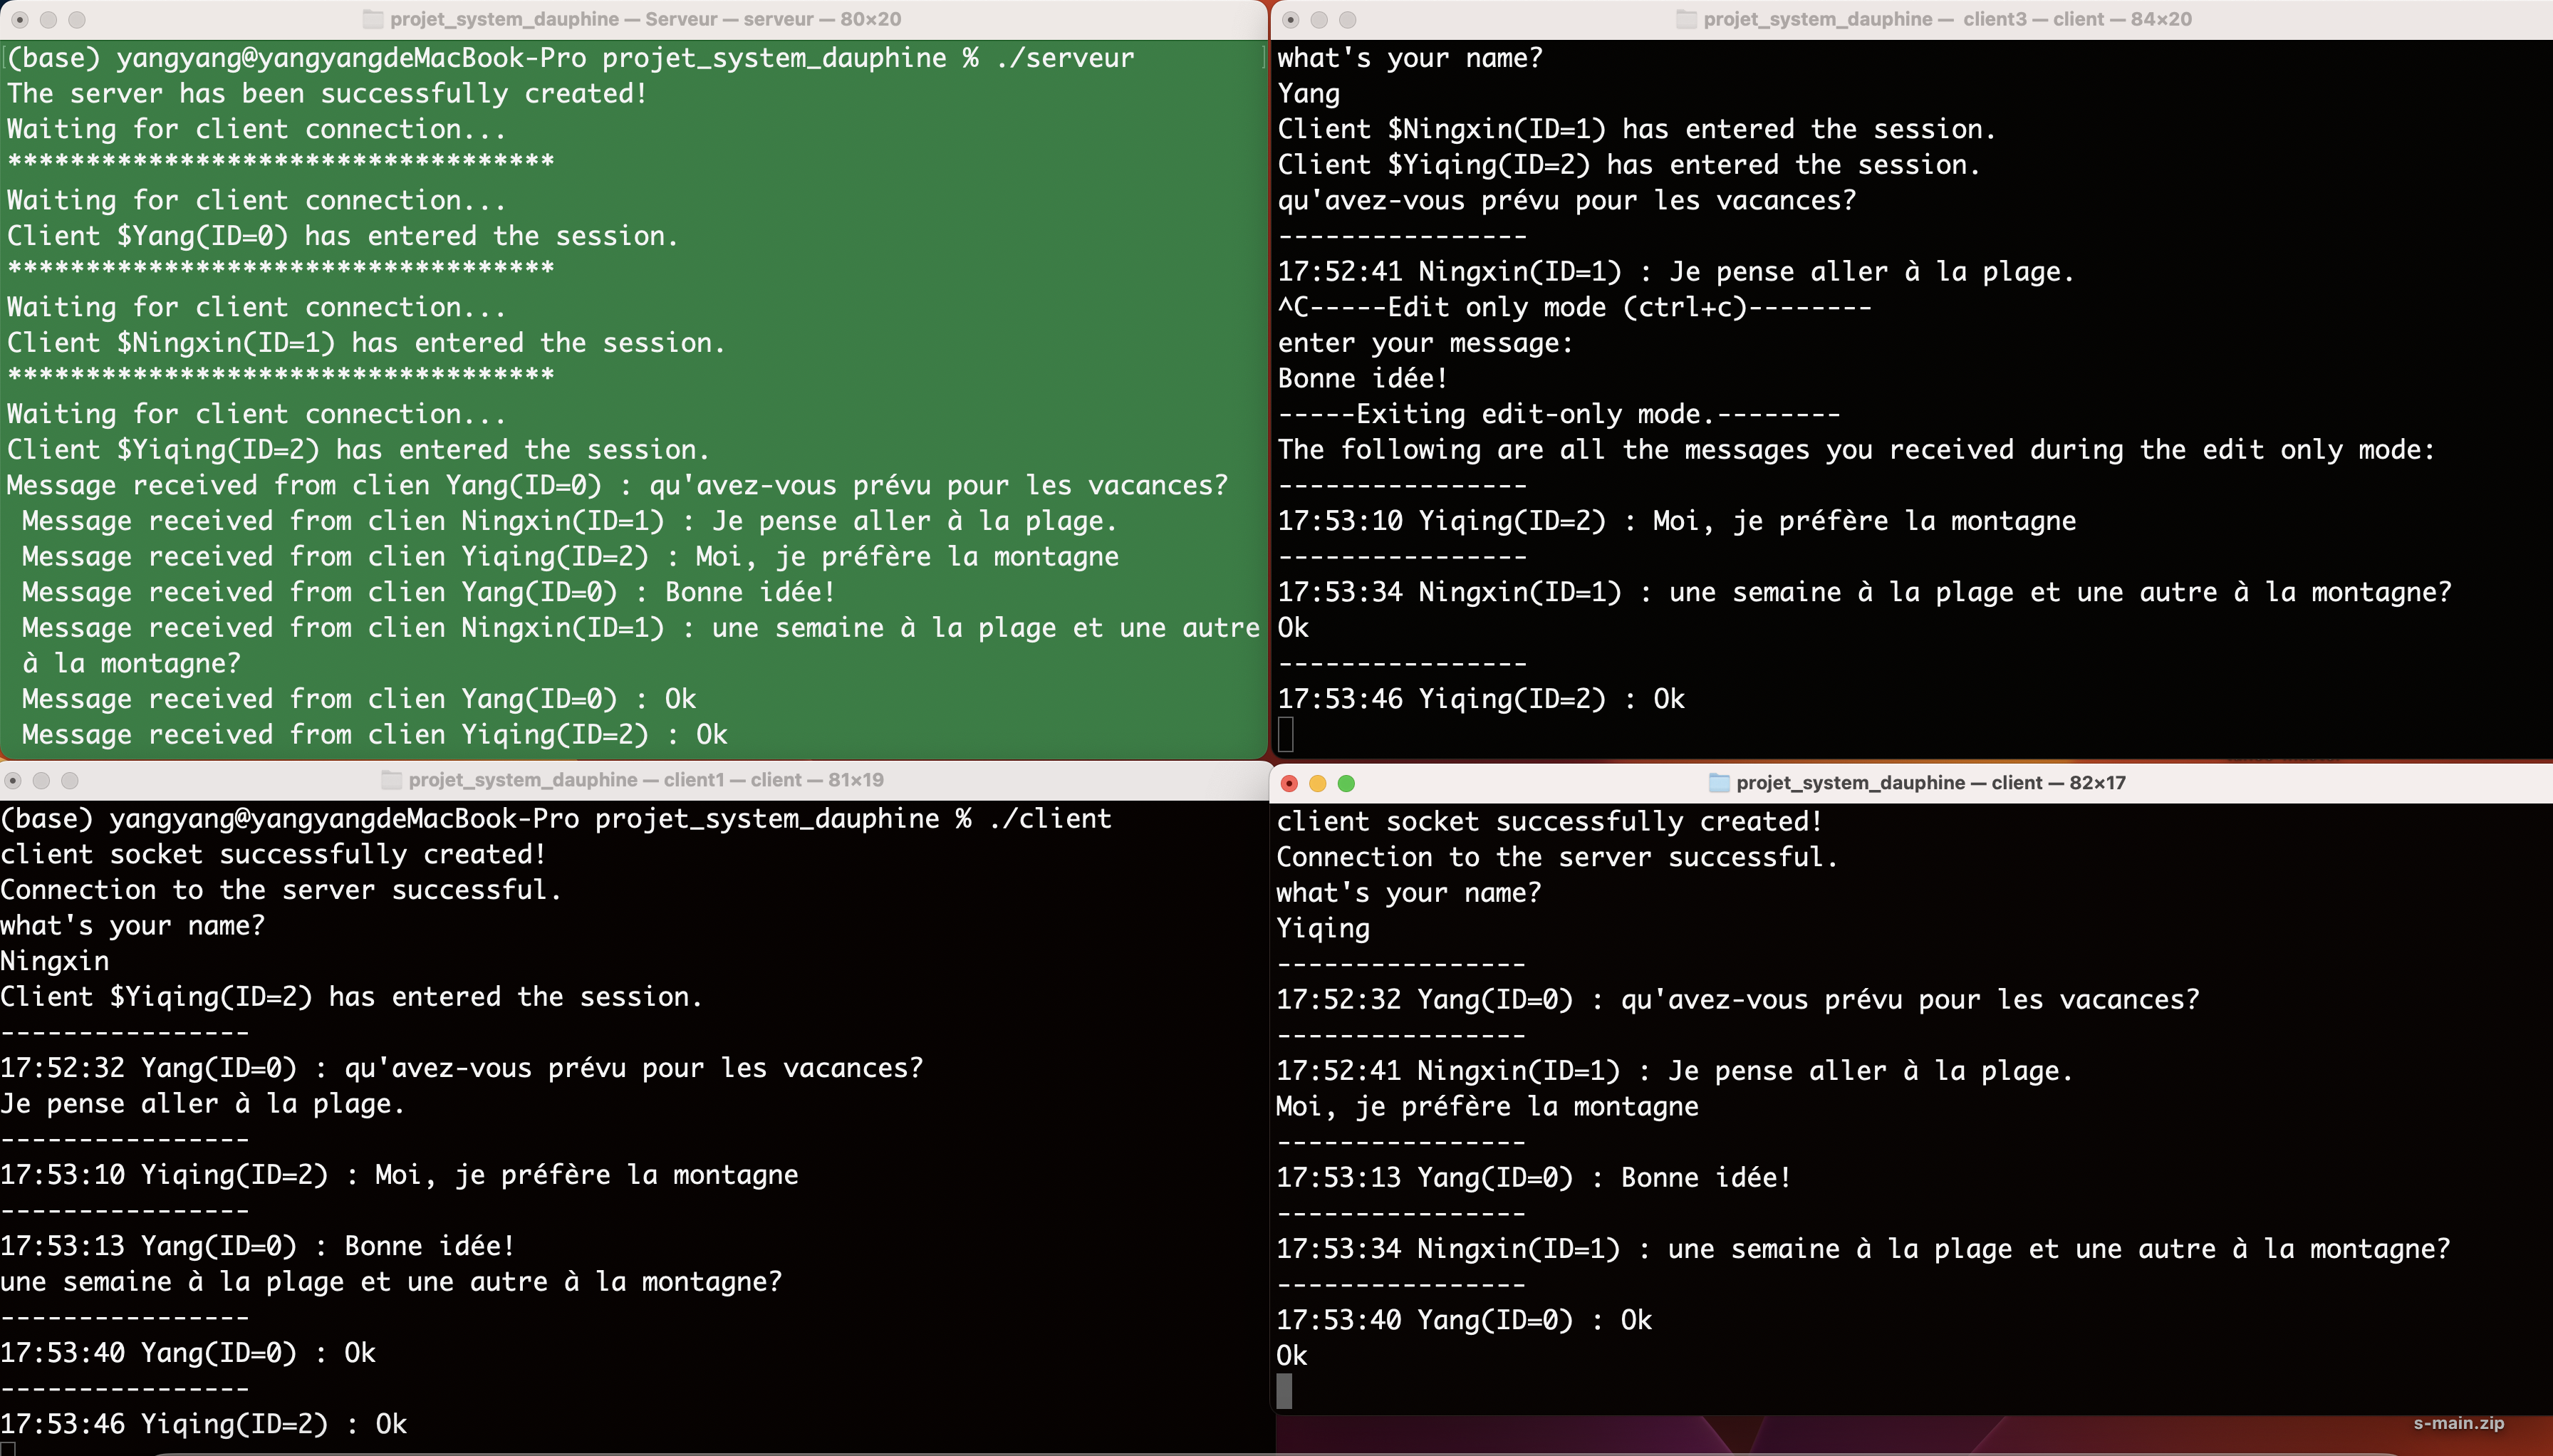 projet_system_dauphine — Serveur — serveur — 80×20
(base) yangyang@yangyangdeMacBook-Pro projet_system_dauphine % ./serveur
The server has been successfully created!
Waiting for client connection...
***********************************
Waiting for client connection...
Client $Yang(ID=0) has entered the session.
***********************************
Waiting for client connection...
Client $Ningxin(ID=1) has entered the session.
***********************************
Waiting for client connection...
Client $Yiqing(ID=2) has entered the session.
Message received from clien Yang(ID=0) : qu'avez-vous prévu pour les vacances?
Message received from clien Ningxin(ID=1) : Je pense aller à la plage.
Message received from clien Yiqing(ID=2) : Moi, je préfère la montagne
Message received from clien Yang(ID=0) : Bonne idée!
Message received from clien Ningxin(ID=1) : une semaine à la plage et une autre
à la montagne?
Message received from clien Yang(ID=0) : Ok
Message received from clien Yiqing(ID=2) : Ok
projet_system_dauphine — client3 — client — 84×20
what's your name?
Yang
Client $Ningxin(ID=1) has entered the session.
Client $Yiqing(ID=2) has entered the session.
qu'avez-vous prévu pour les vacances?
----------------
17:52:41 Ningxin(ID=1) : Je pense aller à la plage.
^C-----Edit only mode (ctrl+c)--------
enter your message:
Bonne idée!
-----Exiting edit-only mode.--------
The following are all the messages you received during the edit only mode:
----------------
17:53:10 Yiqing(ID=2) : Moi, je préfère la montagne
----------------
17:53:34 Ningxin(ID=1) : une semaine à la plage et une autre à la montagne?
Ok
----------------
17:53:46 Yiqing(ID=2) : Ok
projet_system_dauphine — client1 — client — 81×19
(base) yangyang@yangyangdeMacBook-Pro projet_system_dauphine % ./client
client socket successfully created!
Connection to the server successful.
what's your name?
Ningxin
Client $Yiqing(ID=2) has entered the session.
----------------
17:52:32 Yang(ID=0) : qu'avez-vous prévu pour les vacances?
Je pense aller à la plage.
----------------
17:53:10 Yiqing(ID=2) : Moi, je préfère la montagne
----------------
17:53:13 Yang(ID=0) : Bonne idée!
une semaine à la plage et une autre à la montagne?
----------------
17:53:40 Yang(ID=0) : Ok
----------------
17:53:46 Yiqing(ID=2) : Ok
projet_system_dauphine — client — 82×17
client socket successfully created!
Connection to the server successful.
what's your name?
Yiqing
----------------
17:52:32 Yang(ID=0) : qu'avez-vous prévu pour les vacances?
----------------
17:52:41 Ningxin(ID=1) : Je pense aller à la plage.
Moi, je préfère la montagne
----------------
17:53:13 Yang(ID=0) : Bonne idée!
----------------
17:53:34 Ningxin(ID=1) : une semaine à la plage et une autre à la montagne?
----------------
17:53:40 Yang(ID=0) : Ok
Ok
s-main.zip